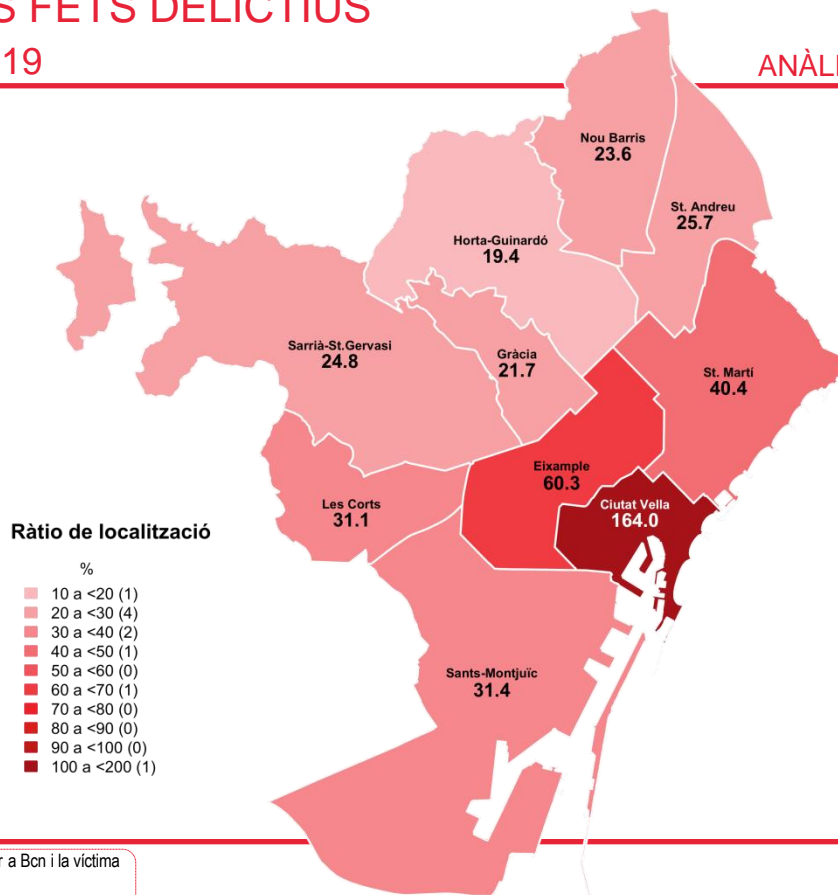 S FETS DELICTIUS
19
ANÀLI
Nou Barris
23.6
St. Andreu
25.7
Horta-Guinardó
19.4
Sarrià-St.Gervasi
24.8
Gràcia
21.7
St. Martí
40.4
Eixample
60.3
Les Corts
31.1
Ciutat Vella
164.0
Ràtio de localització
%
10 a <20 (1)
20 a <30 (4)
30 a <40 (2)
40 a <50 (1)
50 a <60 (0)
60 a <70 (1)
70 a <80 (0)
80 a <90 (0)
90 a <100 (0)
100 a <200 (1)
Sants-Montjuïc
31.4
r a Bcn i la víctima